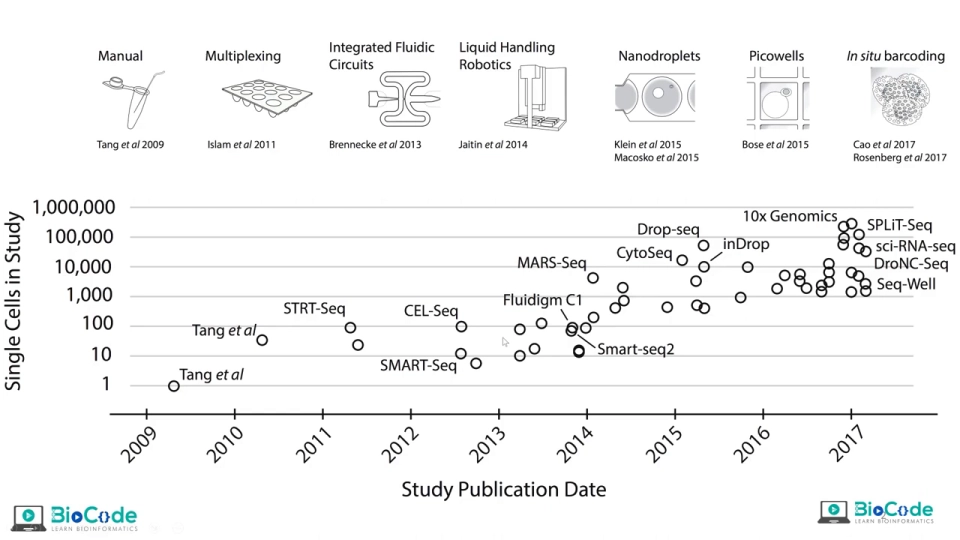 Manual
Multiplexing
Integrated Fluidic
Circuits
Liquid Handling
Robotics
Nanodroplets
Picowells
In situ barcoding
Tang et al 2009
Islam et al 2011
Brennecke et al 2013
Jaitin et al 2014
Klein et al 2015
Macosko et al 2015
Bose et al 2015
Cao et al 2017
Rosenberg et al 2017
Single Cells in Study
1,000,000
100,000
10,000
1,000
100
10
1
Tang et al
Tang et al
STRT-Seq
CEL-Seq
SMART-Seq
Fluidigm C1
Smart-seq2
MARS-Seq
CytoSeq
Drop-seq
inDrop
10x Genomics
SPLiT-Seq
sci-RNA-seq
DroNC-Seq
Seq-Well
2009
2010
2011
2012
2013
2014
2015
2016
2017
Study Publication Date
BioCode
LEARN BIOINFORMATICS
BioCode
LEARN BIOINFORMATICS